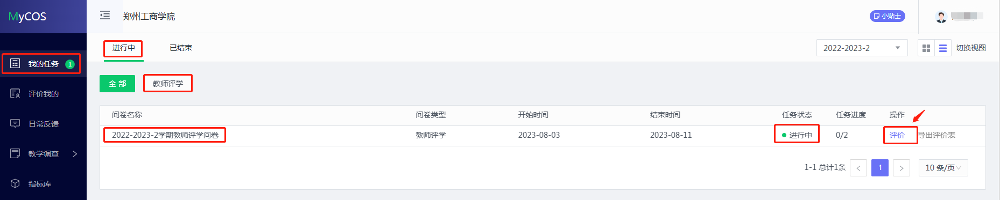 MyCOS
郑州工商学院
小贴士
进行中
已结束
2022-2023-2
切换视图
我的任务 1
评价我的
日常反馈
教学调查
指标库
全 部
教师评学
问卷名称 问卷类型 开始时间 结束时间 任务状态 任务进度 操作
2022-2023-2学期教师评学问卷 教师评学 2023-08-03 2023-08-11 进行中 0/2 评价 导出评价表
1-1 总计1条 < 1 > 10 条/页